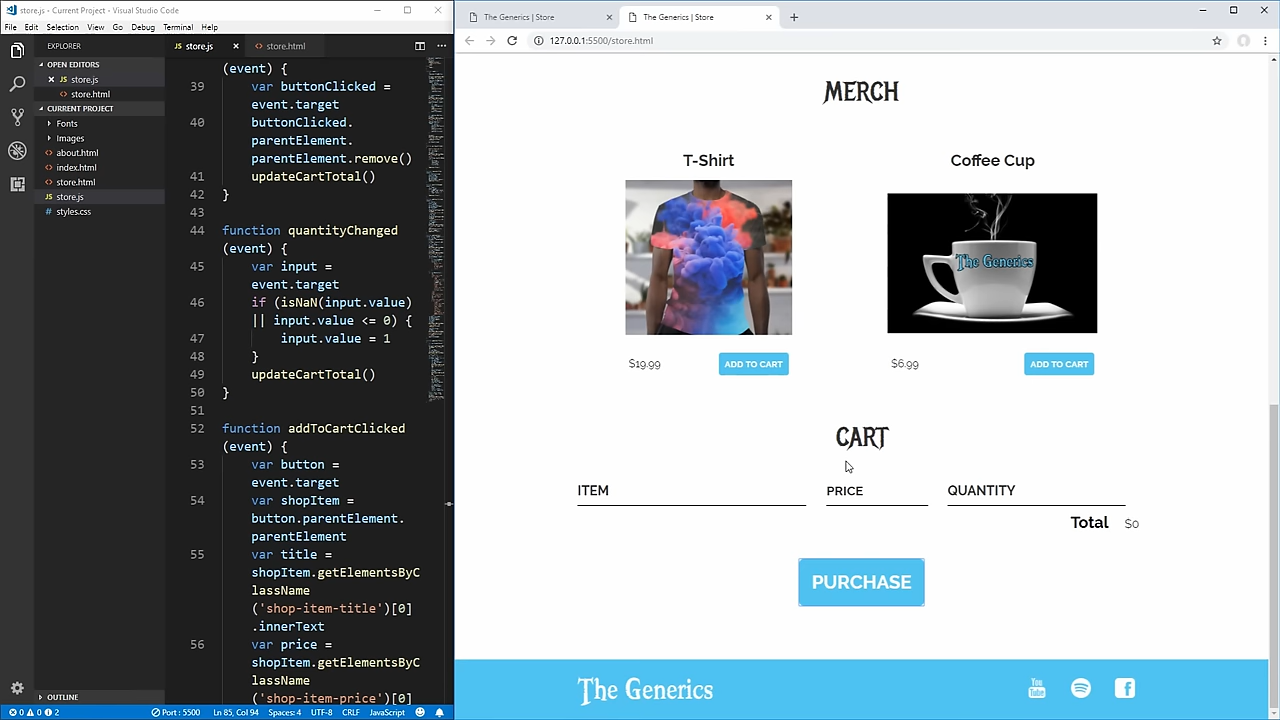 store.js - Current Project - Visual Studio Code
File Edit Selection View Go Debug Terminal Help
EXPLORER
OPEN EDITORS
store.js
store.html
CURRENT PROJECT
Fonts
Images
about.html
index.html
store.html
store.js
styles.css
OUTLINE
store.js
store.html
(event) {
39 var buttonClicked =
event.target
40 buttonClicked.
parentElement.
parentElement.remove()
41 updateCartTotal()
42 }
43
44 function quantityChanged
(event) {
45 var input =
event.target
46 if (isNaN(input.value)
|| input.value <= 0) {
47 input.value = 1
48 }
49 updateCartTotal()
50 }
51
52 function addToCartClicked
(event) {
53 var button =
event.target
54 var shopItem =
button.parentElement.
parentElement
55 var title =
shopItem.getElementsByC
lassName
('shop-item-title')[0]
.innerText
56 var price =
shopItem.getElementsByC
lassName
('shop-item-price')[0]
0 0 2 Port : 5500 Ln 85, Col 94 Spaces: 4 UTF-8 CRLF JavaScript
The Generics | Store
The Generics | Store
127.0.0.1:5500/store.html
MERCH
T-Shirt
Coffee Cup
The Generics
$19.99 ADD TO CART
$6.99 ADD TO CART
CART
ITEM PRICE QUANTITY
Total $0
PURCHASE
The Generics
You Tube